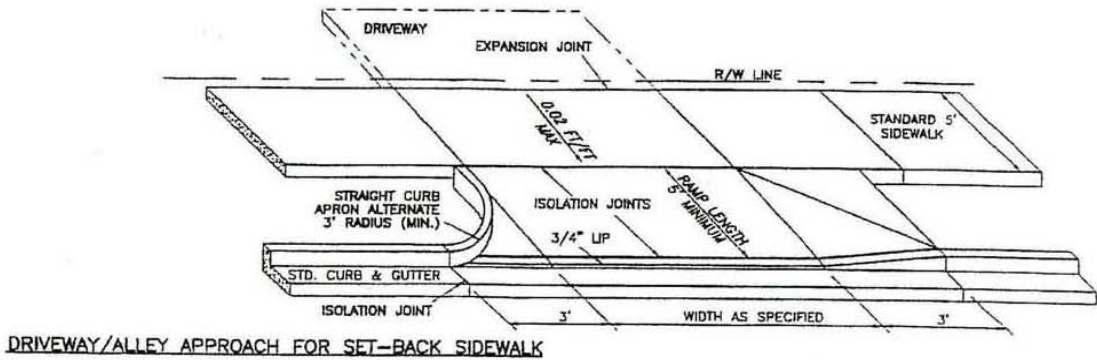 DRIVEWAY
EXPANSION JOINT
R/W LINE
0.02 FT/FT
MAX
STANDARD 5'
SIDEWALK
STRAIGHT CURB
APRON ALTERNATE
3' RADIUS (MIN.)
ISOLATION JOINTS
RAMP LENGTH
5' MINIMUM
3/4" LIP
STD. CURB & GUTTER
ISOLATION JOINT
3'
WIDTH AS SPECIFIED
3'
DRIVEWAY/ALLEY APPROACH FOR SET-BACK SIDEWALK